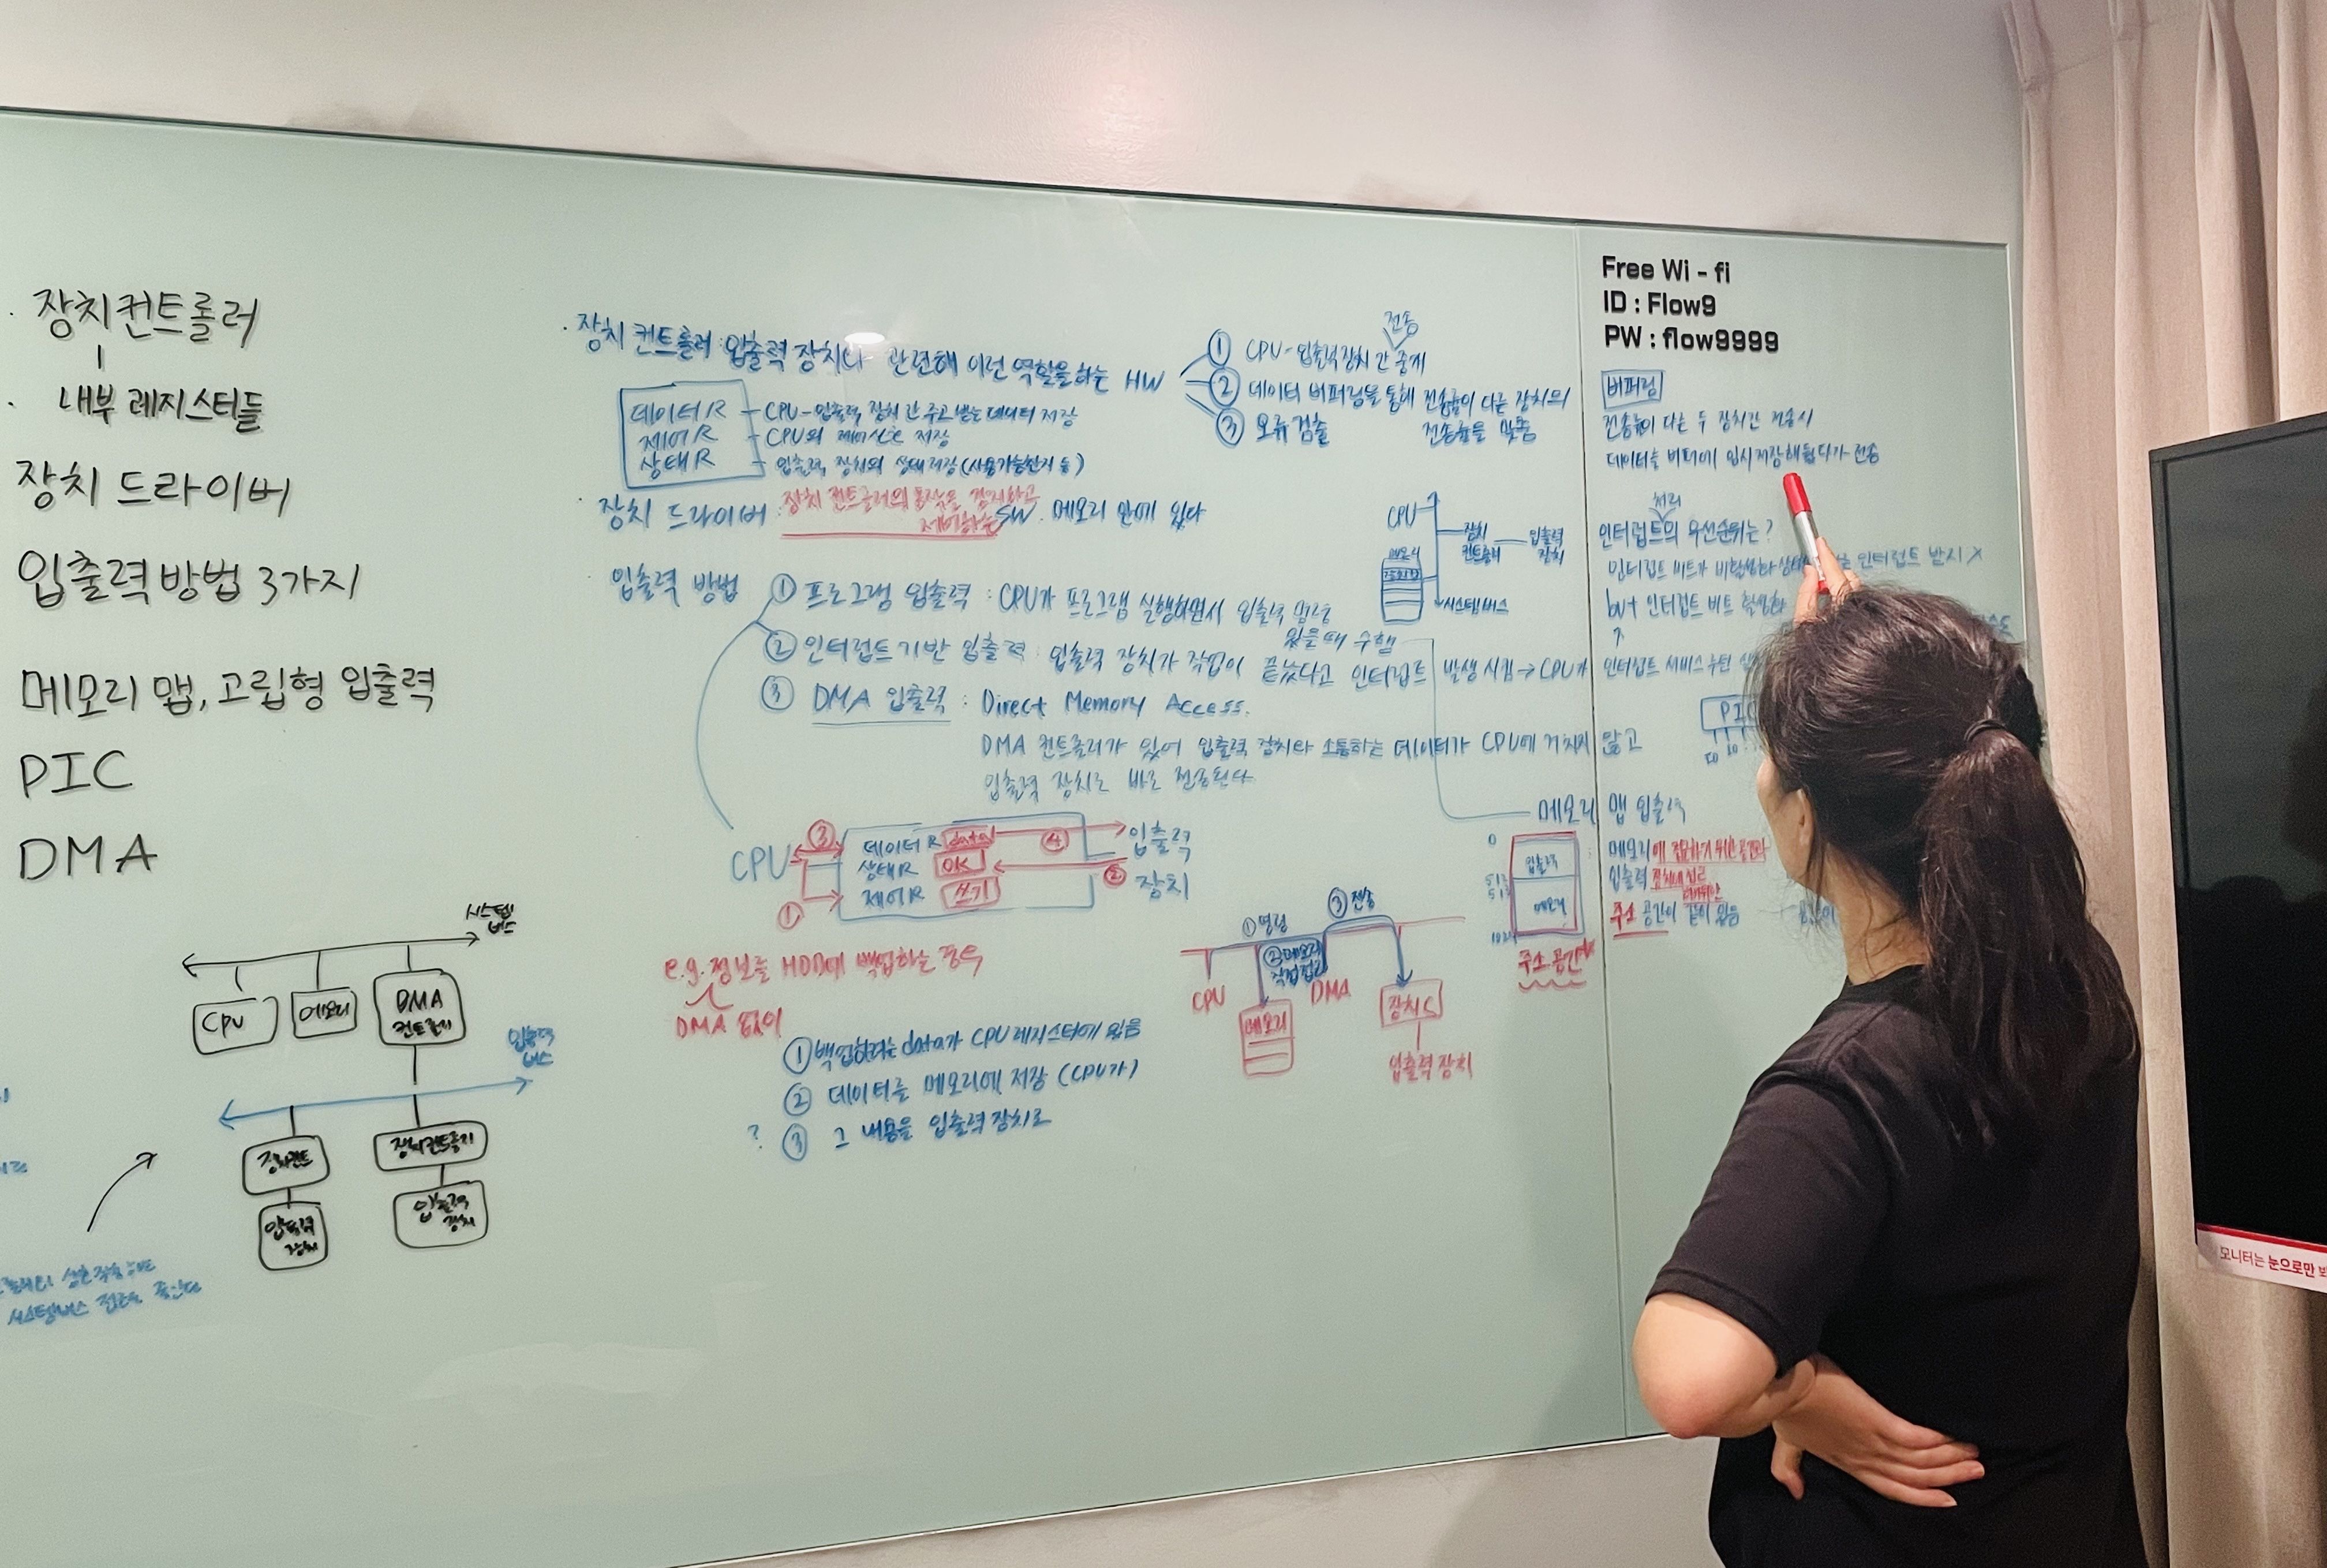 · 장치 컨트롤러
· 내부 레지스터들
장치 드라이버
입출력 방법 3가지
메모리 맵, 고립형 입출력
PIC
DMA
시스템 버스
CPU
메모리
DMA 컨트롤러
입출력 버스
장치컨트
장치컨트롤러
입출력 장치
입출력 장치
시스템버스
· 장치 컨트롤러 : 입출력 장치나 관련해 이런 역할을 하는 HW
전송
① CPU-입출력장치 간 중계
② 데이터 버퍼링을 통해 전송률이 다른 장치의
전송률을 맞춤
③ 오류 검출
데이터R - CPU-입출력 장치 간 주고 받는 데이터 저장
제어R - CPU의 제어신호 저장
상태R - 입출력 장치의 상태 저장 (사용가능한지 등)
· 장치 드라이버 : 장치 컨트롤러의 동작을 감지하고
제어하는 SW. 메모리 안에 있다
CPU
장치 컨트롤러
입출력 장치
메모리
시스템버스
· 입출력 방법 ① 프로그램 입출력 : CPU가 프로그램 실행하면서 입출력 명령
있을 때 수행
② 인터럽트 기반 입출력 : 입출력 장치가 작업이 끝났다고 인터럽트 발생시킴 → CPU가 인터럽트 서비스 루틴
③ DMA 입출력 : Direct Memory Access.
DMA 컨트롤러가 있어 입출력 장치와 소통하는 데이터가 CPU에 거치지 않고
입출력 장치로 바로 전송된다
CPU
③
①
데이터R data
상태R OK
제어R 쓰기
④
②
입출력
장치
e.g. 정보를 HDD에 백업하는 경우
DMA 없이
① 백업하려는 data가 CPU 레지스터에 있음
② 데이터를 메모리에 저장 (CPU가)
? ③ 그 내용을 입출력 장치로
① 명령
② 메모리 직접 접근
③ 전송
CPU
메모리
DMA
장치 C
입출력 장치
메모리 맵 입출력
0
입출력
메모리
주소 공간
메모리에 접근하기 위한 공간과
입출력
주소 공간이 같이 있음
Free Wi - fi
ID : Flow9
PW : flow9999
버퍼링
전송률이 다른 두 장치간 전송시
데이터를 버퍼에 임시저장해뒀다가 전송
처리
인터럽트의 우선순위는?
인터럽트 비트가 비활성화 인터럽트 받지 X
but 인터럽트 비트 활성화
PIC
모니터는 눈으로만